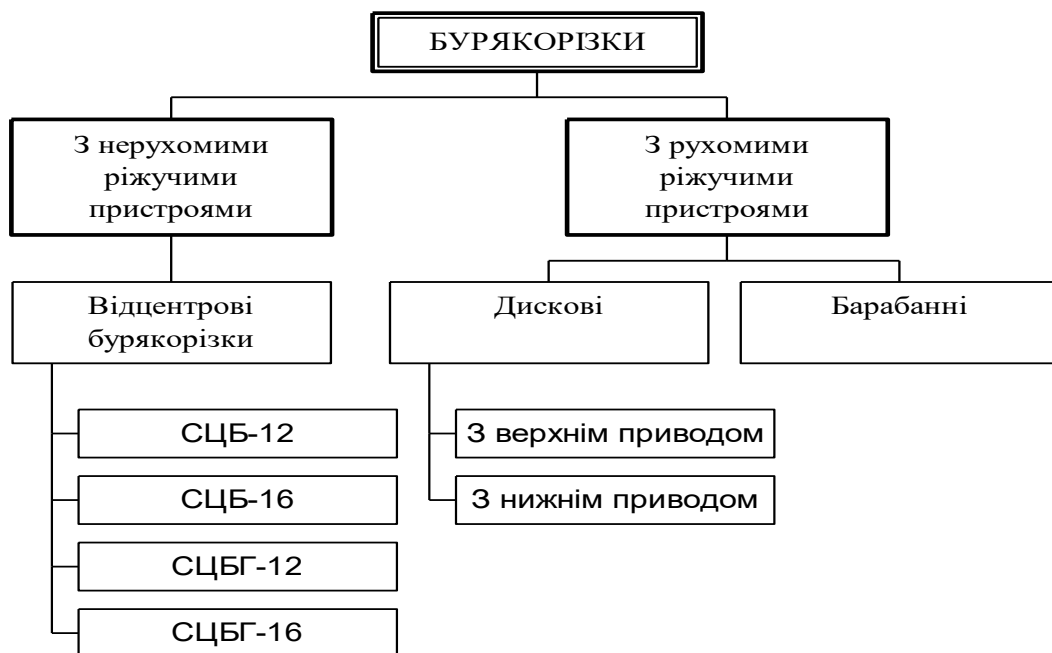 БУРЯКОРІЗКИ
З нерухомими
ріжучими
пристроями
З рухомими
ріжучими
пристроями
Відцентрові
бурякорізки
Дискові
Барабанні
СЦБ-12
СЦБ-16
СЦБГ-12
СЦБГ-16
З верхнім приводом
З нижнім приводом